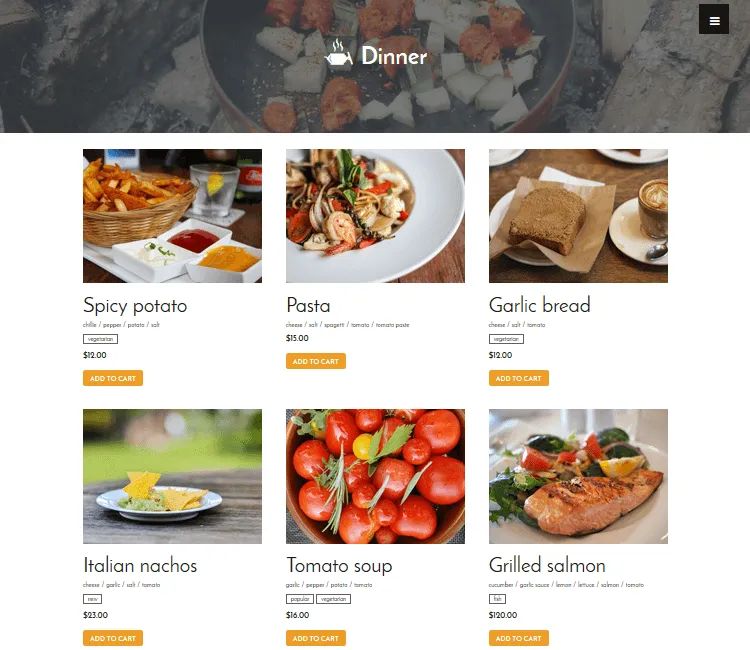 Dinner
Spicy potato
chillie / pepper / potato / salt
vegetarian
$12.00
ADD TO CART
Pasta
cheese / salt / spagetti / tomato / tomato paste
$15.00
ADD TO CART
Garlic bread
cheese / salt / tomato
vegetarian
$12.00
ADD TO CART
Italian nachos
cheese / garlic / salt / tomato
new
$23.00
ADD TO CART
Tomato soup
garlic / pepper / potato / tomato
popular vegetarian
$16.00
ADD TO CART
Grilled salmon
cucumber / garlic sauce / lemon / lettuce / salmon / tomato
fish
$120.00
ADD TO CART